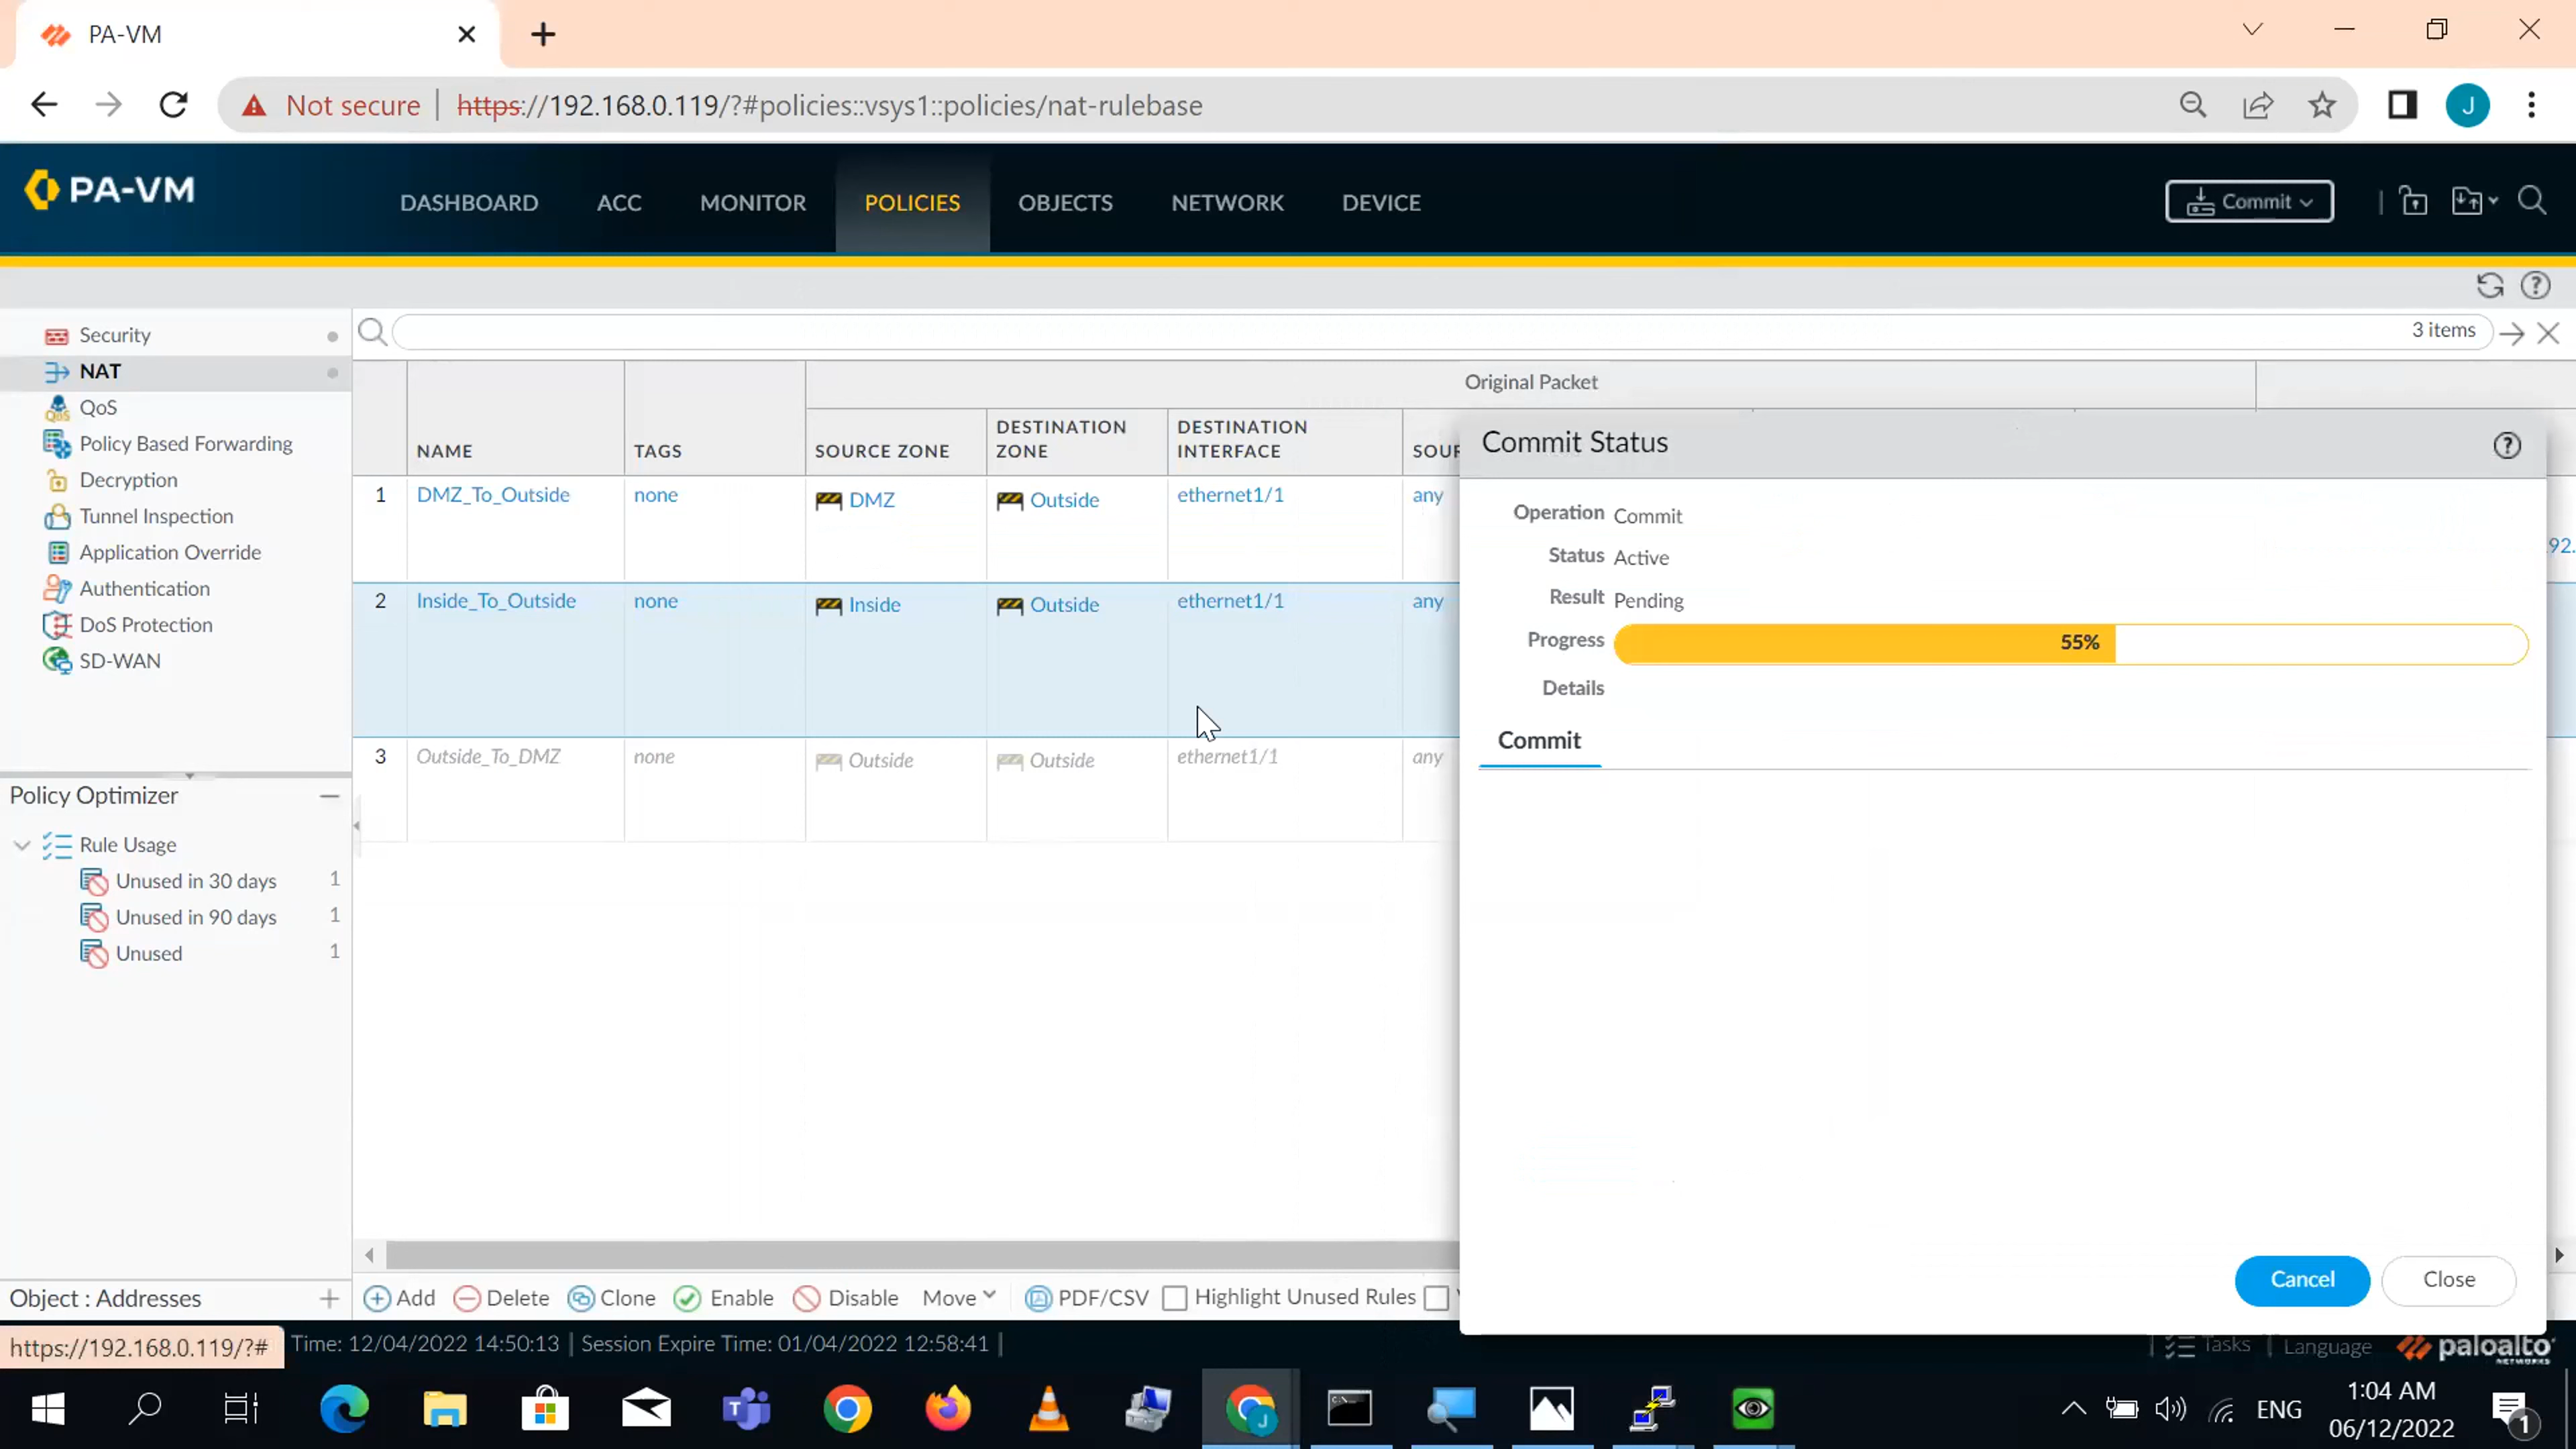 PA-VM
Not secure | https://192.168.0.119/?#policies::vsys1::policies/nat-rulebase
J
PA-VM
DASHBOARD ACC MONITOR POLICIES OBJECTS NETWORK DEVICE
Commit
Security
NAT
QoS
Policy Based Forwarding
Decryption
Tunnel Inspection
Application Override
Authentication
DoS Protection
SD-WAN
Policy Optimizer
Rule Usage
Unused in 30 days 1
Unused in 90 days 1
Unused 1
Object : Addresses
3 items
Original Packet
NAME TAGS SOURCE ZONE DESTINATION ZONE DESTINATION INTERFACE SOUR
1 DMZ_To_Outside none DMZ Outside ethernet1/1 any
92.
2 Inside_To_Outside none Inside Outside ethernet1/1 any
3 Outside_To_DMZ none Outside Outside ethernet1/1 any
Commit Status
Operation Commit
Status Active
Result Pending
Progress 55%
Details
Commit
Cancel Close
Add Delete Clone Enable Disable Move PDF/CSV Highlight Unused Rules
https://192.168.0.119/?# Time: 12/04/2022 14:50:13 | Session Expire Time: 01/04/2022 12:58:41 |
Tasks | Language paloalto
NETWORKS
ENG
1:04 AM
06/12/2022
1